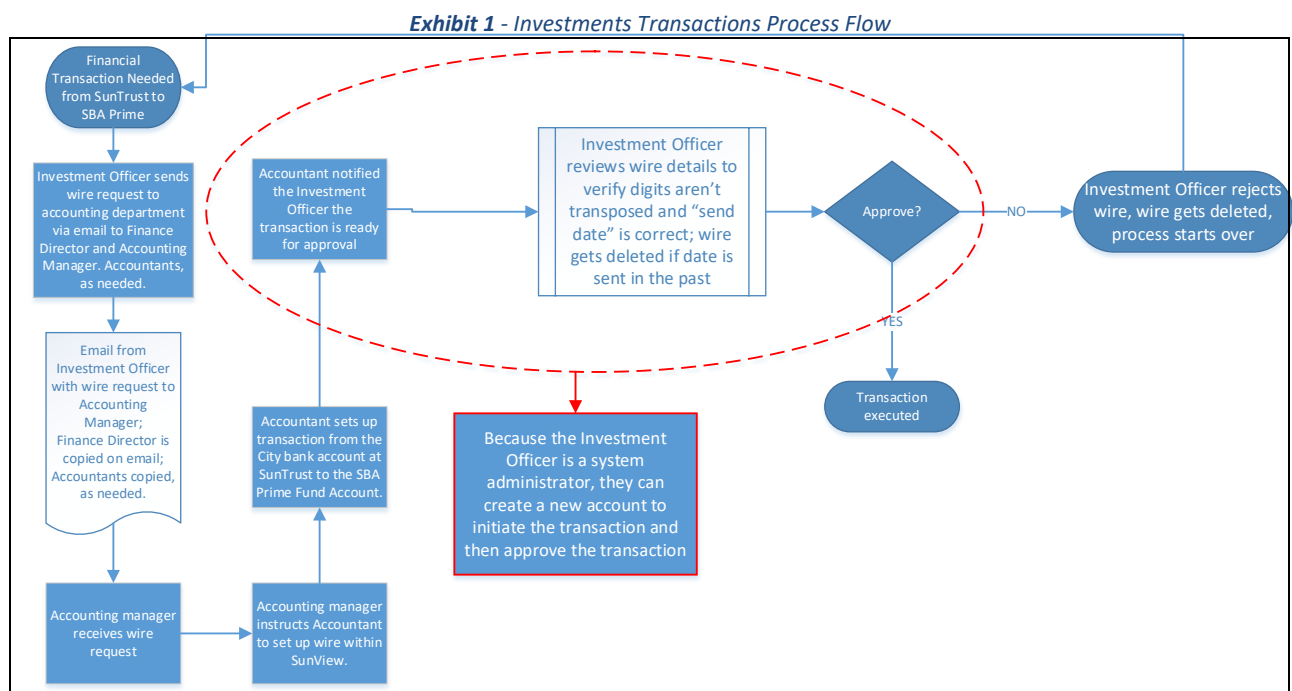 Exhibit 1 - Investments Transactions Process Flow
Financial
Transaction Needed
from SunTrust to
SBA Prime
Investment Officer sends
wire request to
accounting department
via email to Finance
Director and Accounting
Manager. Accountants,
as needed.
Email from
Investment Officer
with wire request to
Accounting
Manager;
Finance Director is
copied on email;
Accountants copied,
as needed.
Accounting manager
receives wire
request
Accounting manager
instructs Accountant
to set up wire within
SunView.
Accountant sets up
transaction from the
City bank account at
SunTrust to the SBA
Prime Fund Account.
Accountant notified
the Investment
Officer the
transaction is ready
for approval
Investment Officer
reviews wire details to
verify digits aren’t
transposed and “send
date” is correct; wire
gets deleted if date is
sent in the past
Approve?
NO
Investment Officer rejects
wire, wire gets deleted,
process starts over
YES
Transaction
executed
Because the Investment
Officer is a system
administrator, they can
create a new account to
initiate the transaction and
then approve the transaction